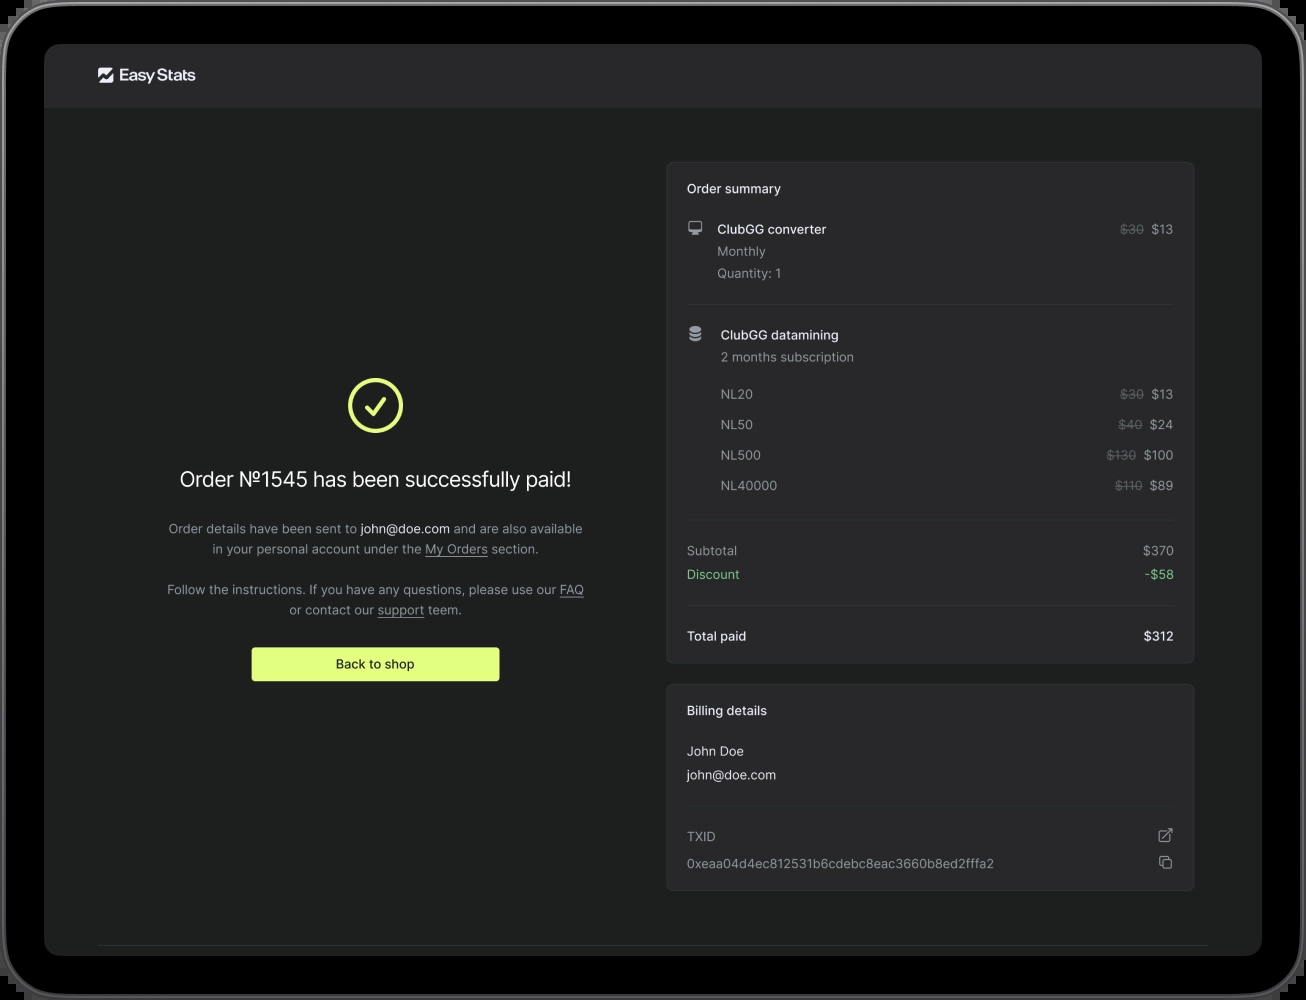 Easy Stats
Order №1545 has been successfully paid!
Order details have been sent to john@doe.com and are also available
in your personal account under the My Orders section.
Follow the instructions. If you have any questions, please use our FAQ
or contact our support teem.
Back to shop
Order summary
ClubGG converter $30 $13
Monthly
Quantity: 1
ClubGG datamining
2 months subscription
NL20 $30 $13
NL50 $40 $24
NL500 $130 $100
NL40000 $110 $89
Subtotal $370
Discount -$58
Total paid $312
Billing details
John Doe
john@doe.com
TXID
0xeaa04d4ec812531b6cdebc8eac3660b8ed2fffa2